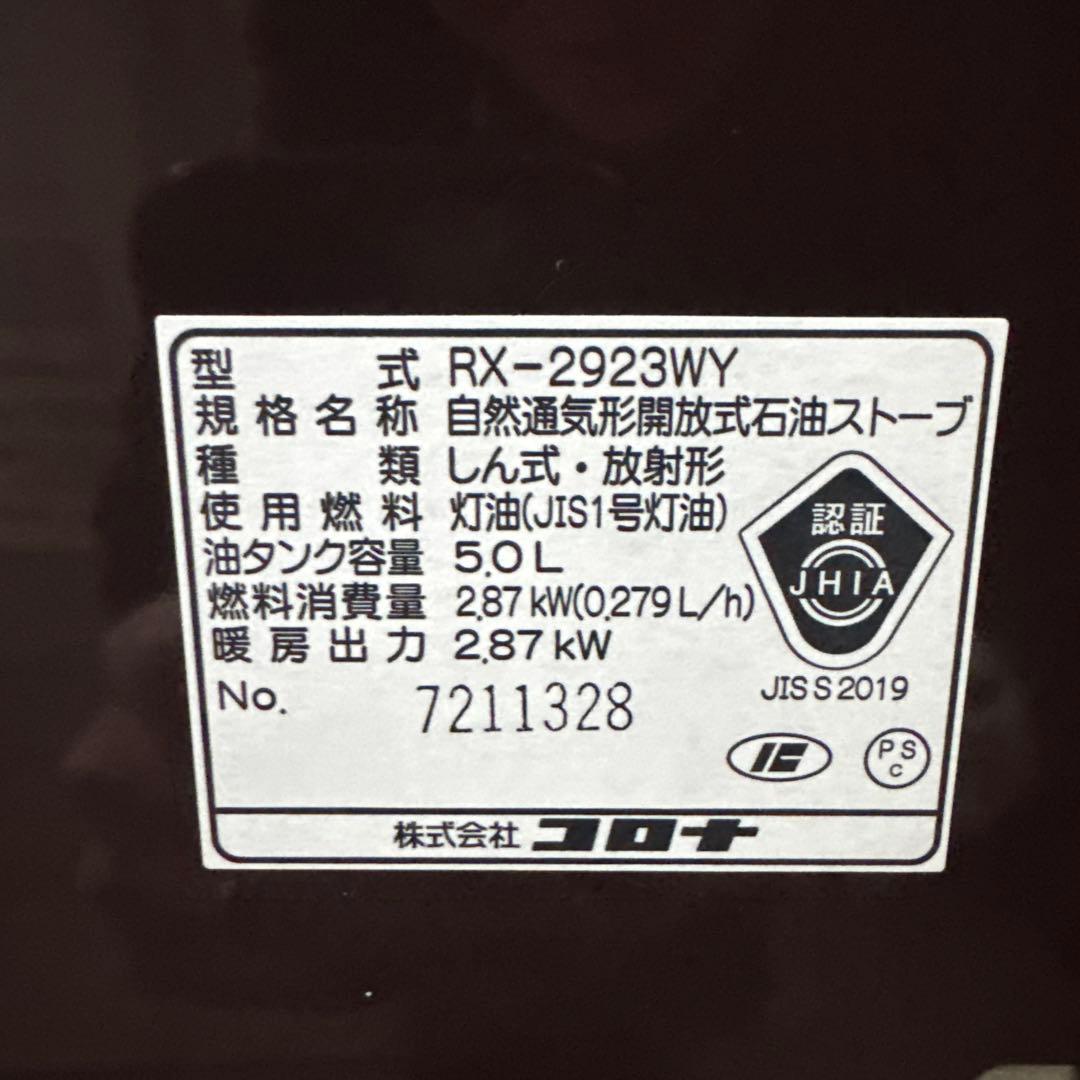 型式 RX-2923WY
規格名称 自然通気形開放式石油ストーブ
種類 しん式・放射形
使用燃料 灯油(JIS1号灯油)
油タンク容量 5.0L
燃料消費量 2.87kW(0.279L/h)
暖房出力 2.87kW
No. 7211328
認証
JHIA
JIS S 2019
PS
C
株式会社 コロナ